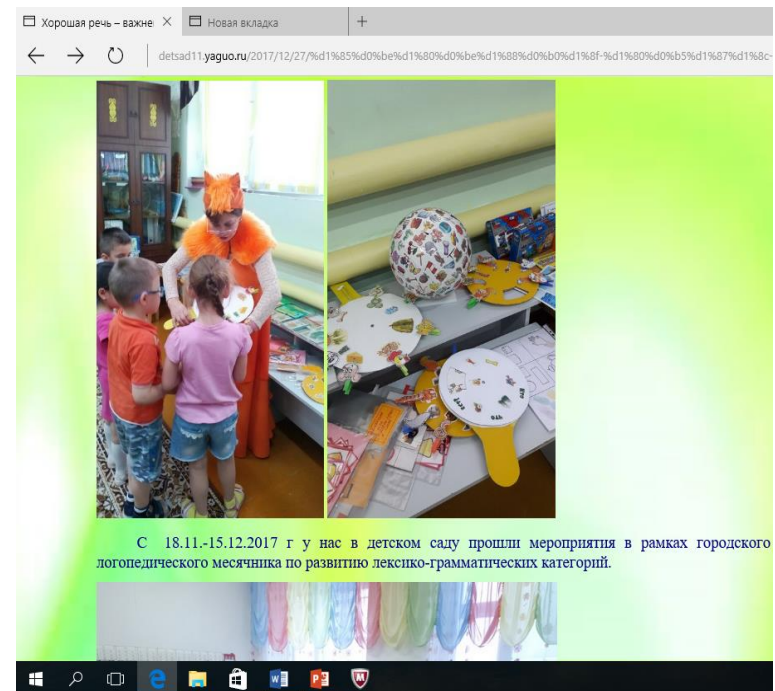 Хорошая речь – важне
Новая вкладка
detsad11.yaguo.ru/2017/12/27/%d1%85%d0%be%d1%80%d0%be%d1%88%d0%b0%d1%8f-%d1%80%d0%b5%d1%87%d1%8c-
С 18.11.-15.12.2017 г у нас в детском саду прошли мероприятия в рамках городского
логопедического месячника по развитию лексико-грамматических категорий.